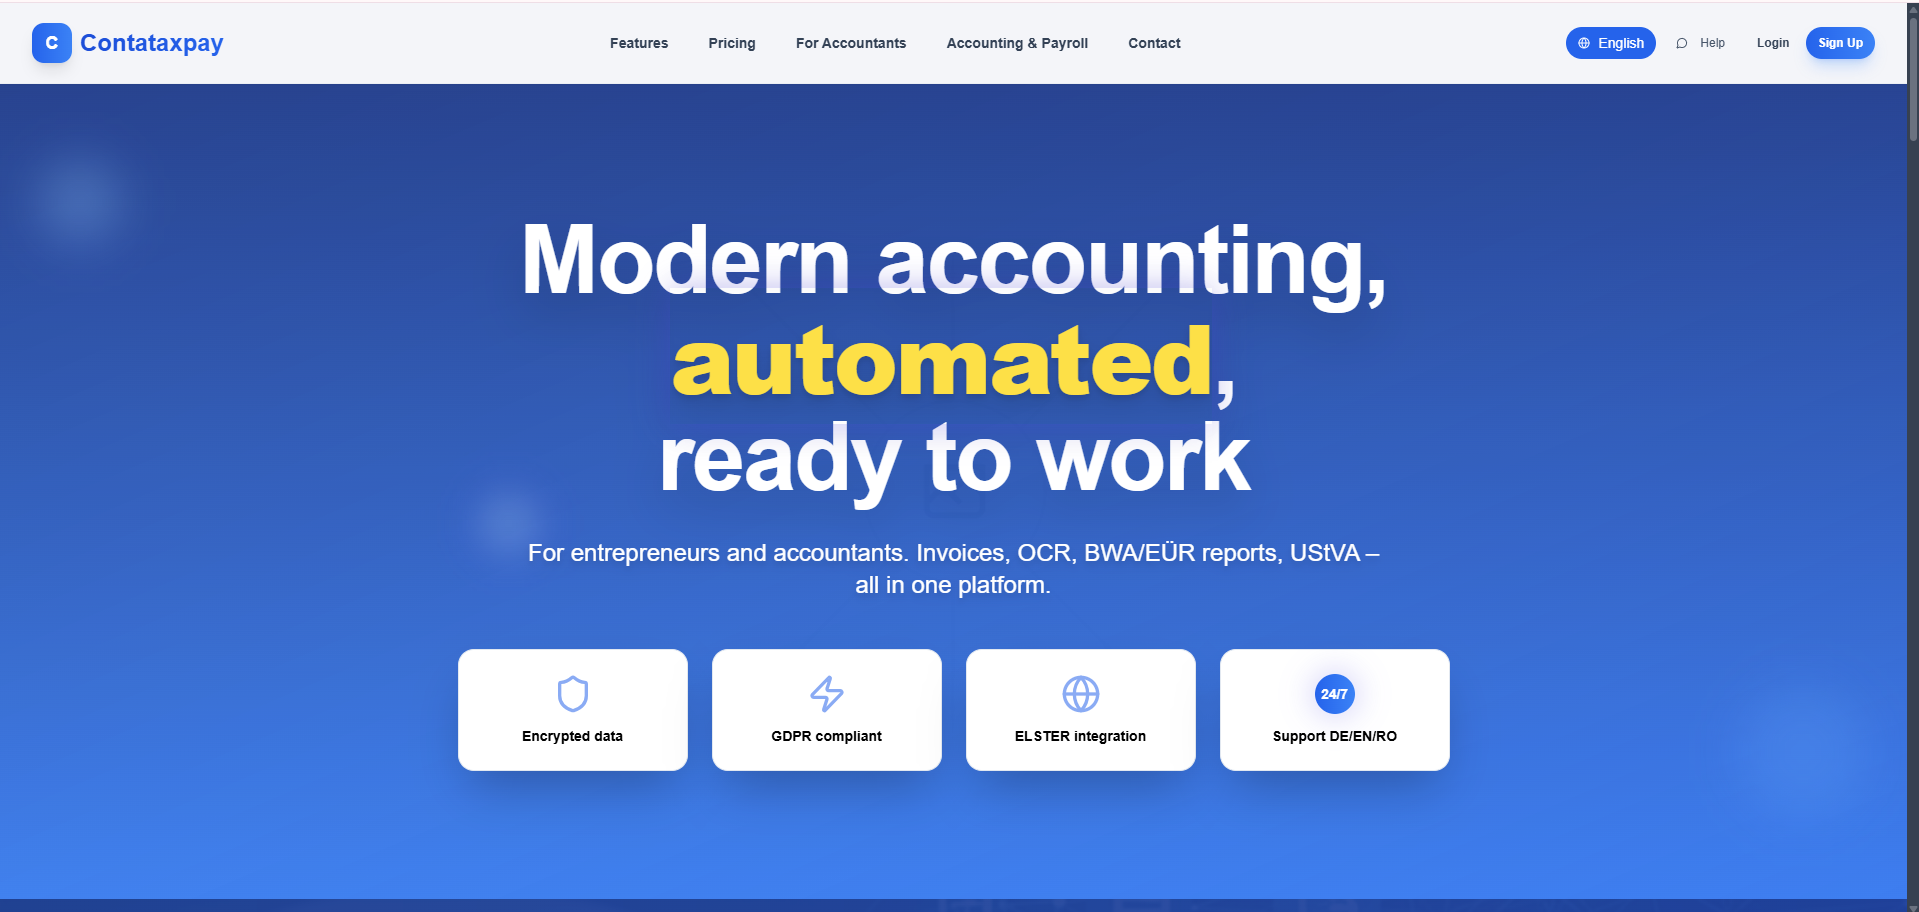 C Contataxpay
Features
Pricing
For Accountants
Accounting & Payroll
Contact
English
Help
Login
Sign Up
Modern accounting,
automated,
ready to work
For entrepreneurs and accountants. Invoices, OCR, BWA/EÜR reports, UStVA –
all in one platform.
Encrypted data
GDPR compliant
ELSTER integration
24/7
Support DE/EN/RO